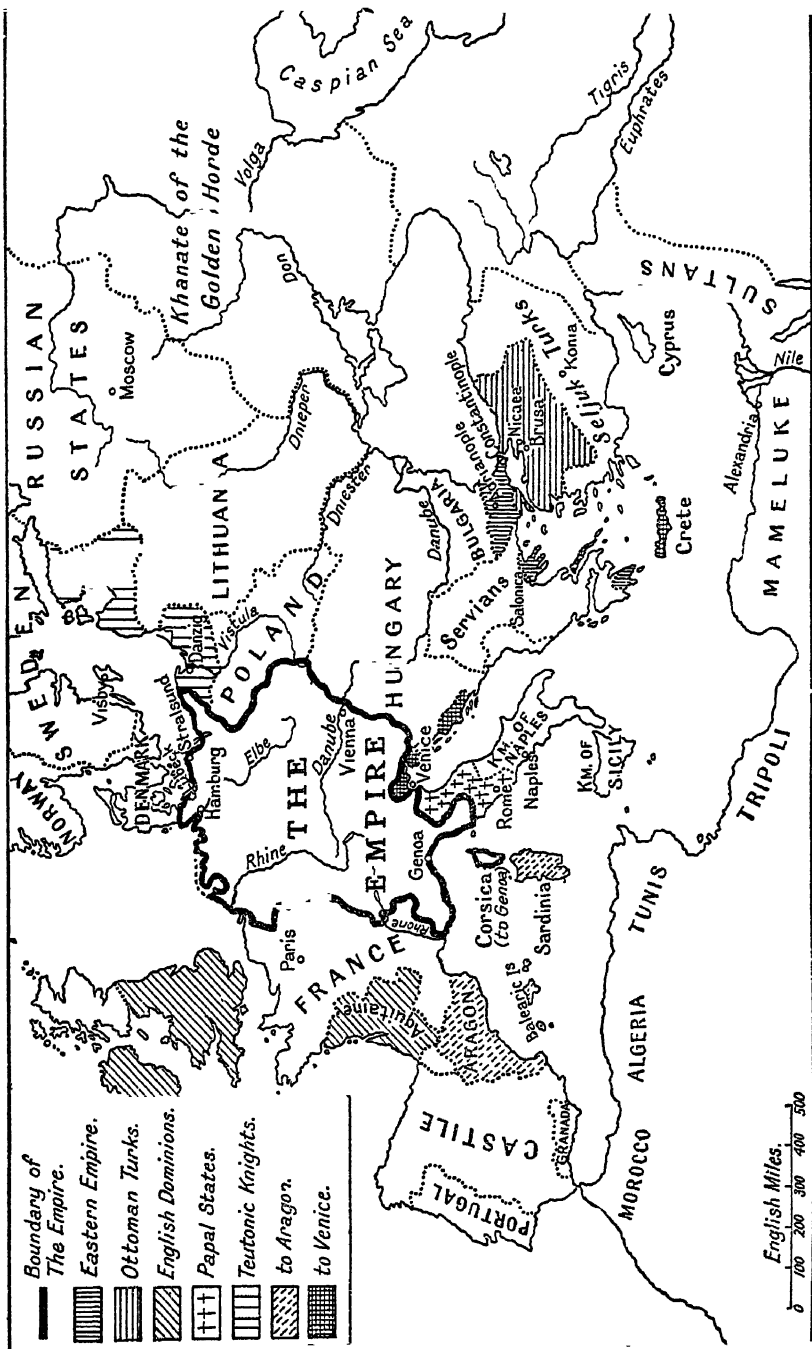 Boundary of
The Empire.
Eastern Empire.
Ottoman Turks.
English Dominions.
Papal States.
Teutonic Knights.
to Aragon.
to Venice.
English Miles.
0 100 200 300 400 500
NORWAY
SWEDEN
RUSSIAN
STATES
Moscow
Khanate of the
Golden Horde
Volga
Caspian Sea
Don
Visby
DENMARK
Lübeck
Stralsund
Hamburg
Danzig
Vistula
LITHUANIA
POLAND
Dnieper
Dniester
Elbe
Rhine
THE
EMPIRE
Danube
Vienna
HUNGARY
Danube
Paris
FRANCE
Rhone
Aquitaine
Genoa
Venice
Servians
BULGARIA
Adrianople
Constantinople
Nicaea
Brusa
Seljuk Turks
Konia
Tigris
Euphrates
Salonica
PORTUGAL
CASTILE
ARAGON
GRANADA
Balearic Is
Corsica
(to Genoa)
Sardinia
Rome
KM. OF
NAPLES
Naples
KM. OF
SICILY
Crete
Cyprus
SULTANS
MAMELUKE
Alexandria
Nile
MOROCCO
ALGERIA
TUNIS
TRIPOLI